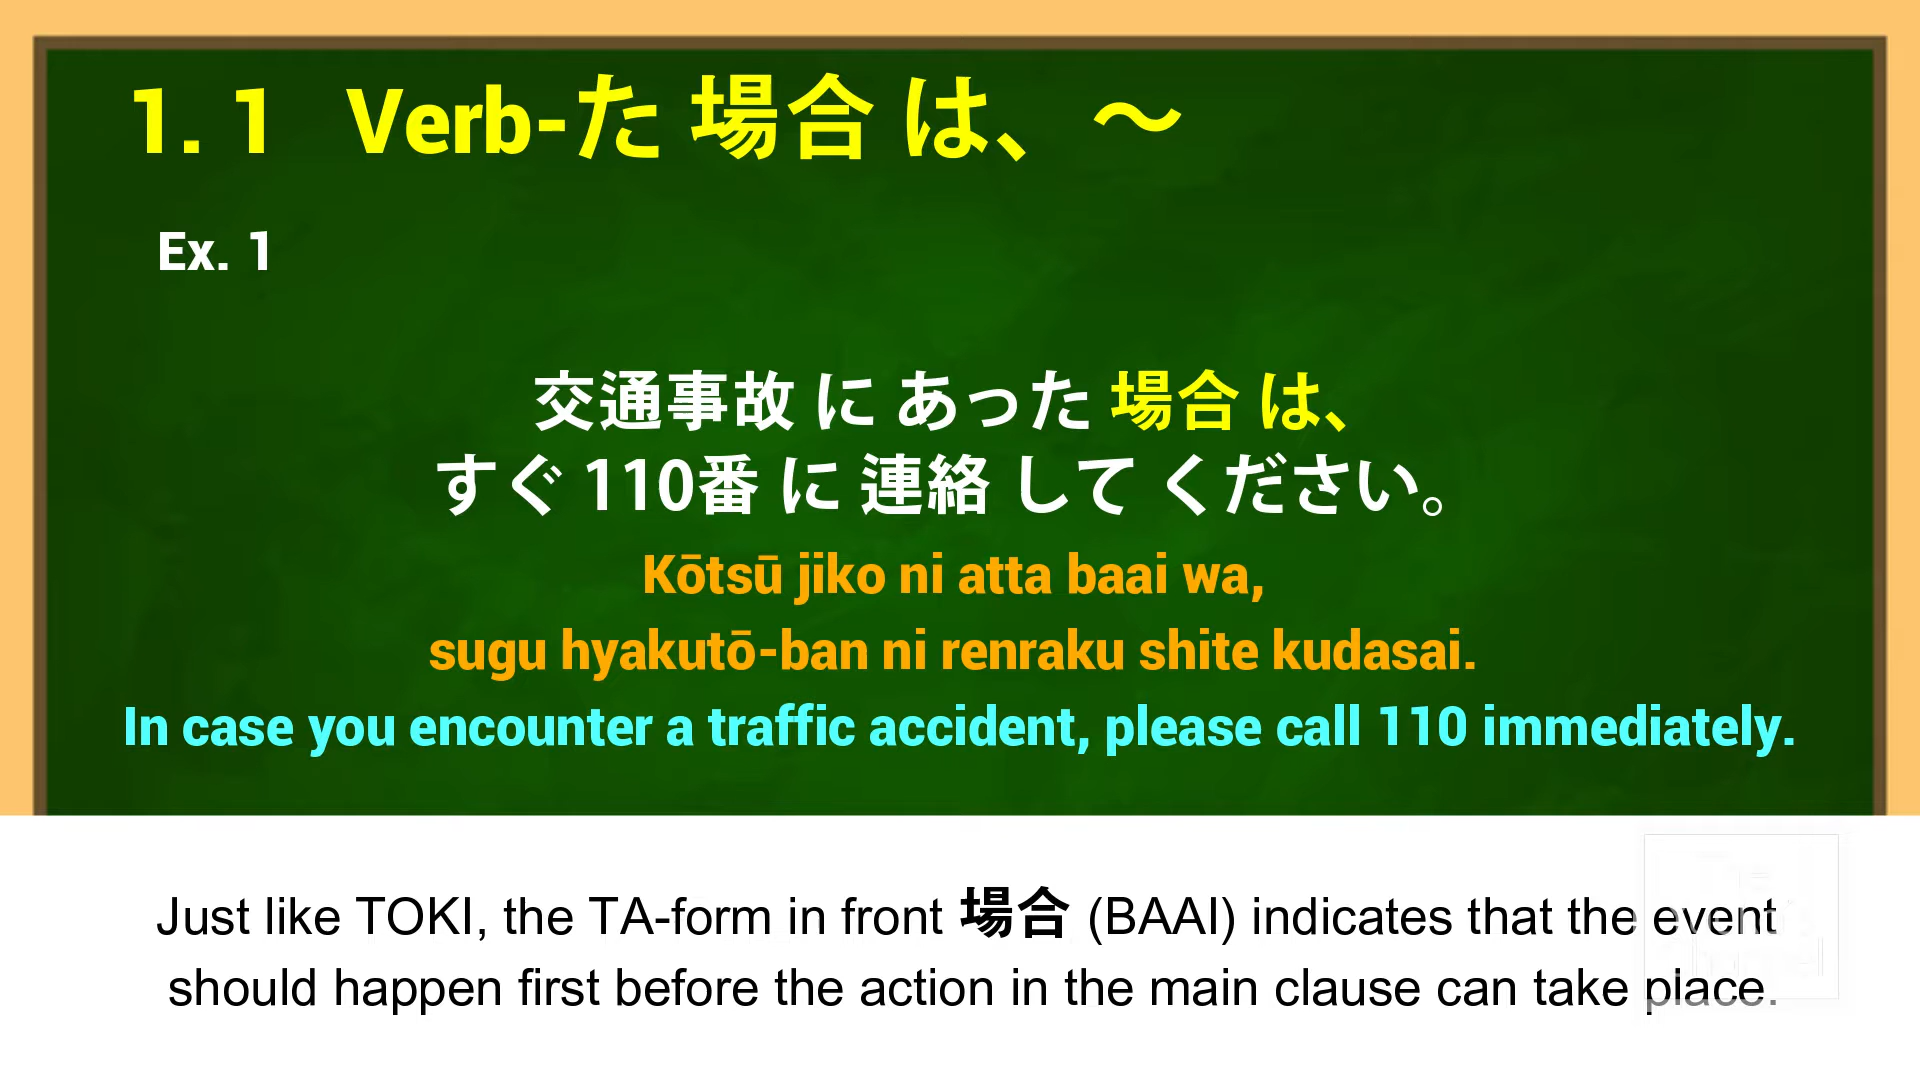 1. 1 Verb-た 場合 は、～
Ex. 1
交通事故 に あった 場合 は、
すぐ 110番 に 連絡 して ください。
Kōtsū jiko ni atta baai wa,
sugu hyakutō-ban ni renraku shite kudasai.
In case you encounter a traffic accident, please call 110 immediately.
Just like TOKI, the TA-form in front 場合 (BAAI) indicates that the event
should happen first before the action in the main clause can take place.